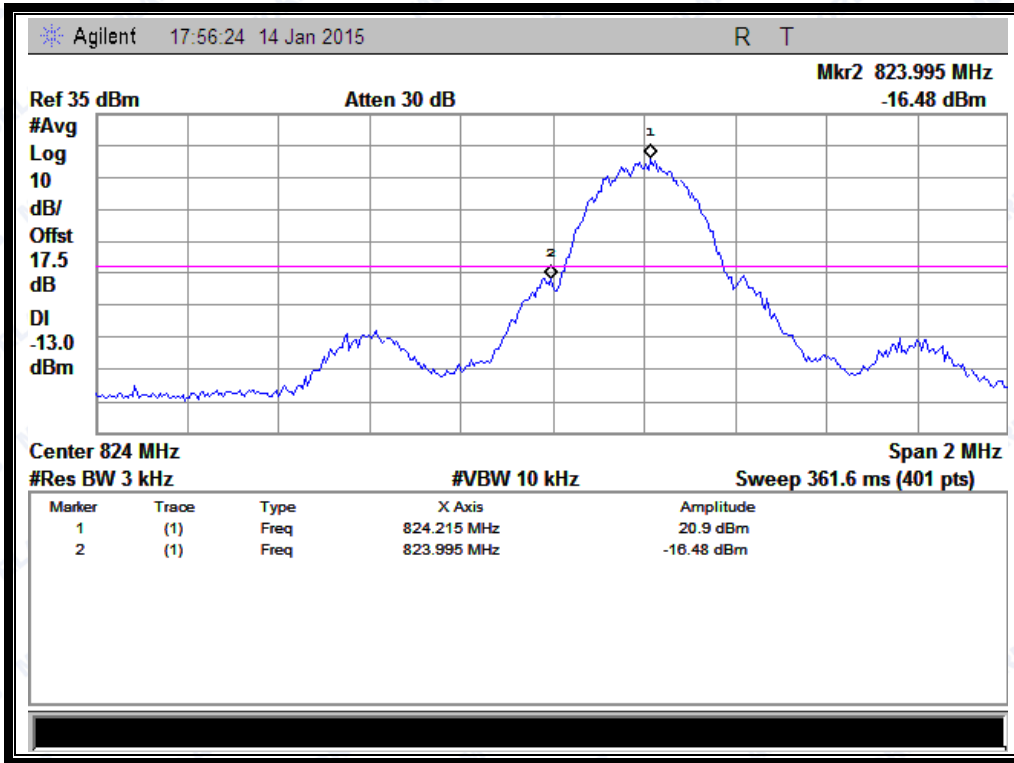 Agilent 17:56:24 14 Jan 2015 R T
Mkr2 823.995 MHz
Ref 35 dBm Atten 30 dB -16.48 dBm
#Avg
Log
10
dB/
Offst
17.5
dB
DI
-13.0
dBm
1
2
Center 824 MHz Span 2 MHz
#Res BW 3 kHz #VBW 10 kHz Sweep 361.6 ms (401 pts)
Marker Trace Type X Axis Amplitude
1 (1) Freq 824.215 MHz 20.9 dBm
2 (1) Freq 823.995 MHz -16.48 dBm